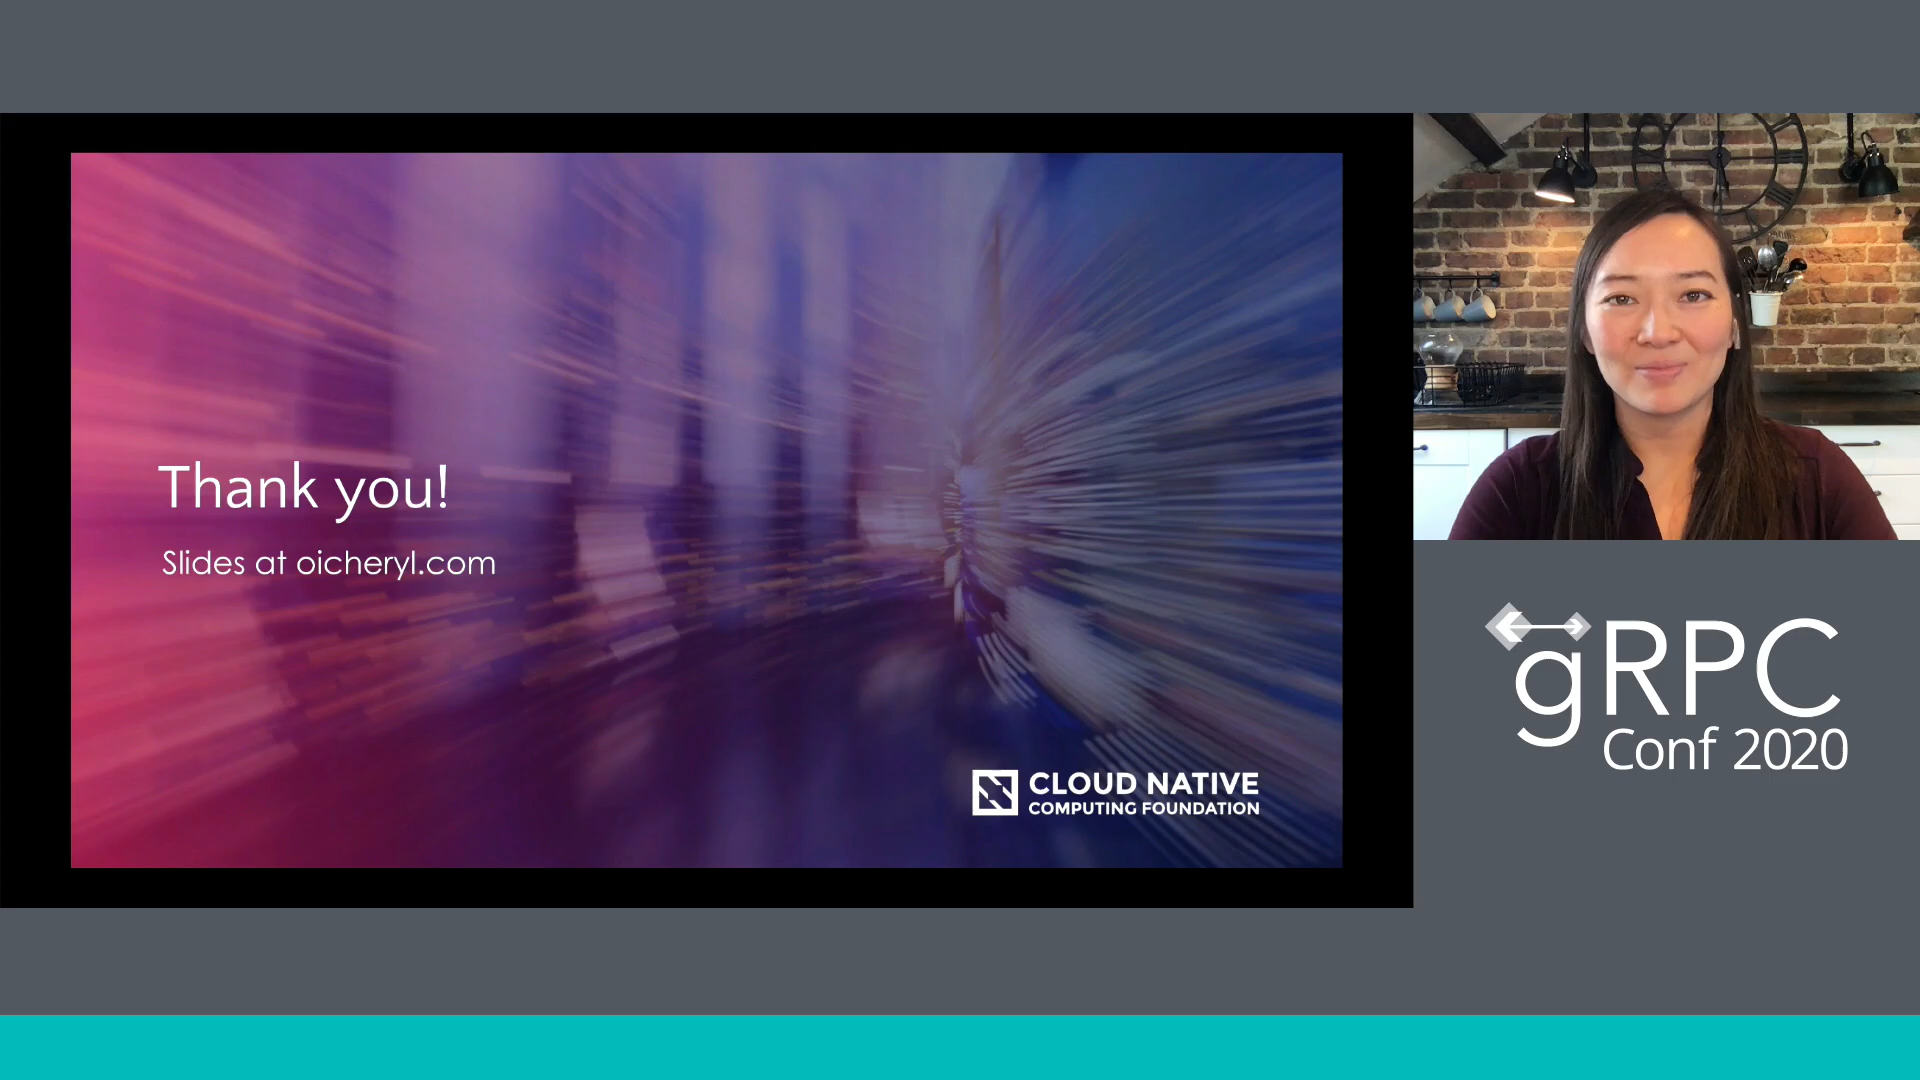 Thank you!
Slides at oicheryl.com
CLOUD NATIVE
COMPUTING FOUNDATION
gRPC
Conf 2020